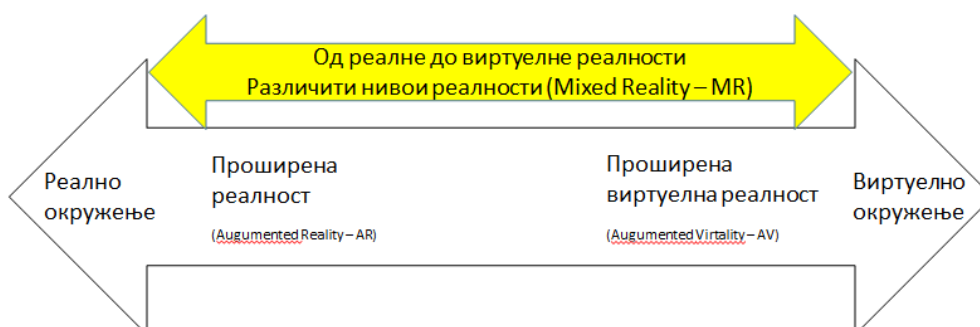 Од реалне до виртуелне реалности
Различити нивои реалности (Mixed Reality – MR)
Реално
окружење
Проширена
реалност
(Augumented Reality – AR)
Проширена
виртуелна реалност
(Augumented Virtality – AV)
Виртуелно
окружење